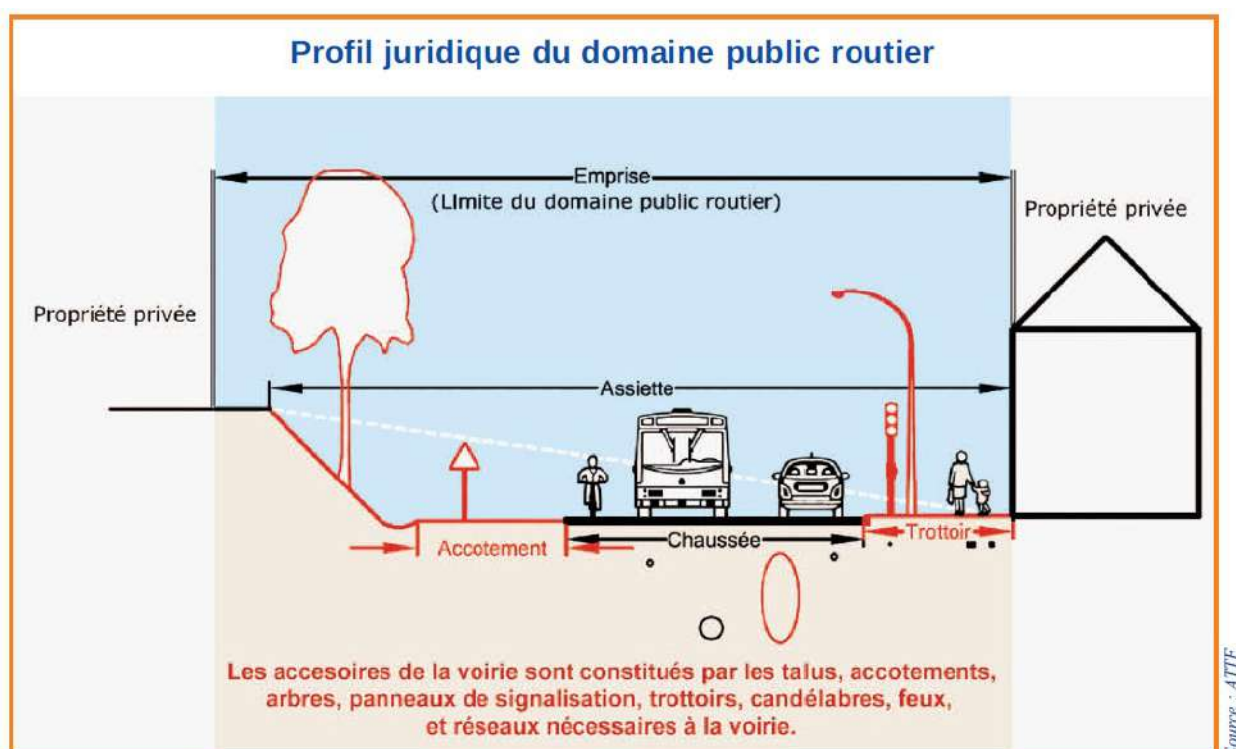 Profil juridique du domaine public routier
Emprise
(LImite du domaine public routier)
Propriété privée
Propriété privée
Assiette
Accotement
Chaussée
Trottoir
Les accesoires de la voirie sont constitués par les talus, accotements,
arbres, panneaux de signalisation, trottoirs, candélabres, feux,
et réseaux nécessaires à la voirie.
Source : ATTF